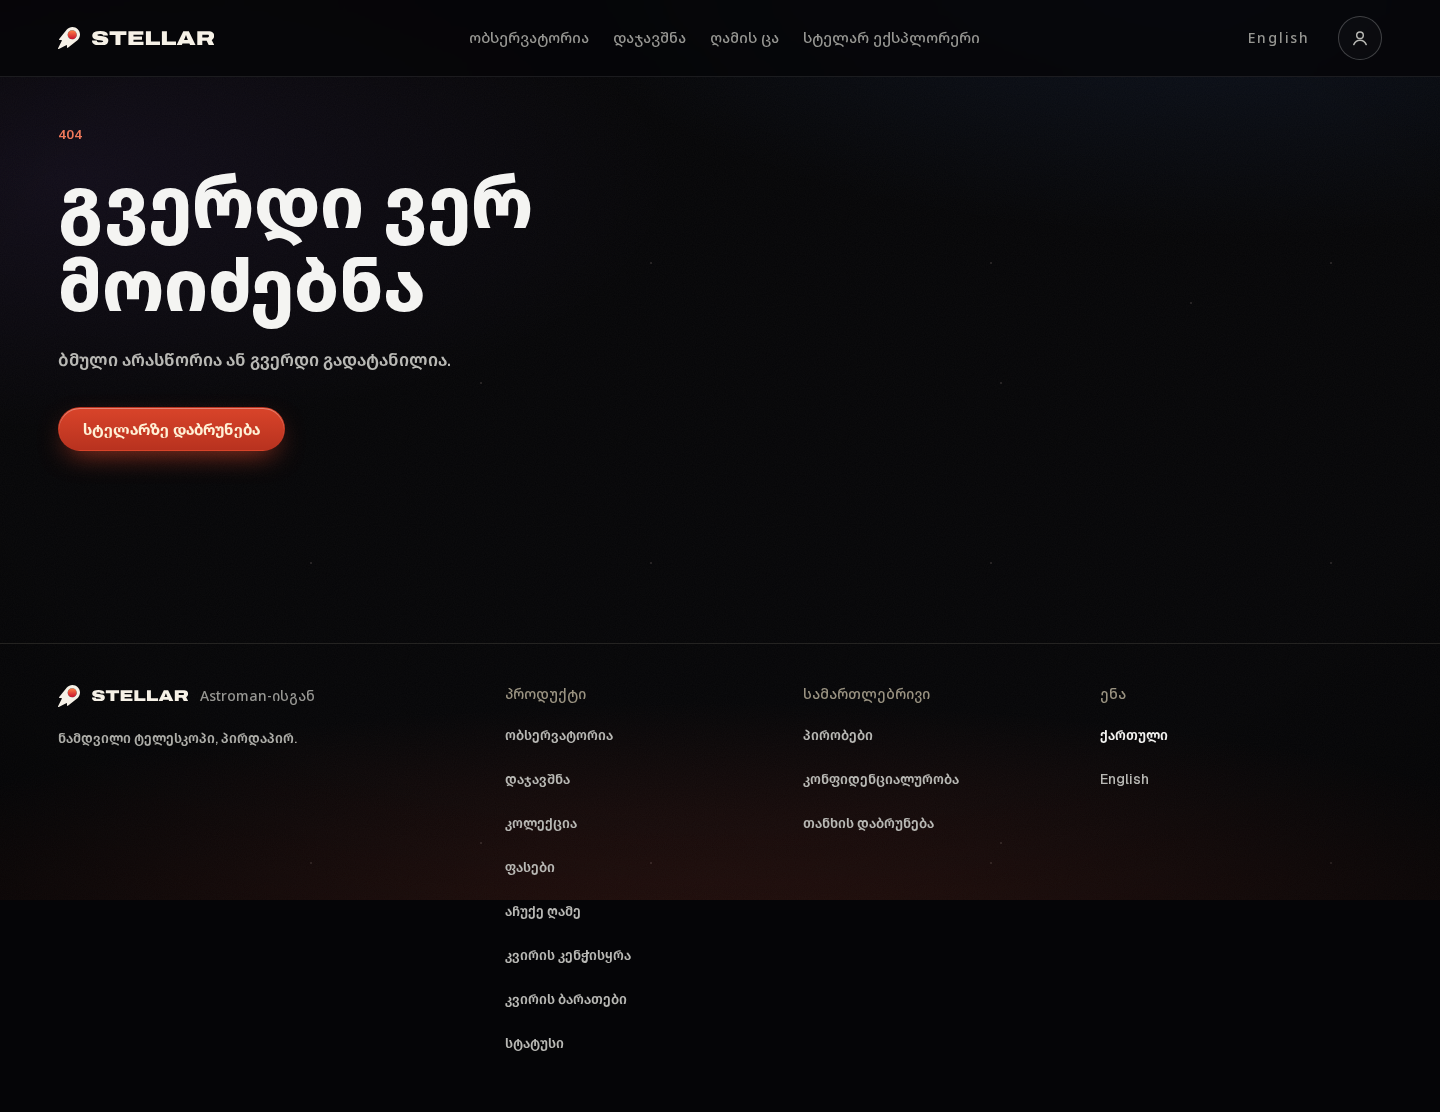 STELLAR
ობსერვატორია
დაჯავშნა
ღამის ცა
სტელარ ექსპლორერი
English
404
გვერდი ვერ
მოიძებნა
ბმული არასწორია ან გვერდი გადატანილია.
სტელარზე დაბრუნება
STELLAR Astroman-ისგან
ნამდვილი ტელესკოპი, პირდაპირ.
პროდუქტი
ობსერვატორია
დაჯავშნა
კოლექცია
ფასები
აჩუქე ღამე
კვირის კენჭისყრა
კვირის ბარათები
სტატუსი
სამართლებრივი
პირობები
კონფიდენციალურობა
თანხის დაბრუნება
ენა
ქართული
English